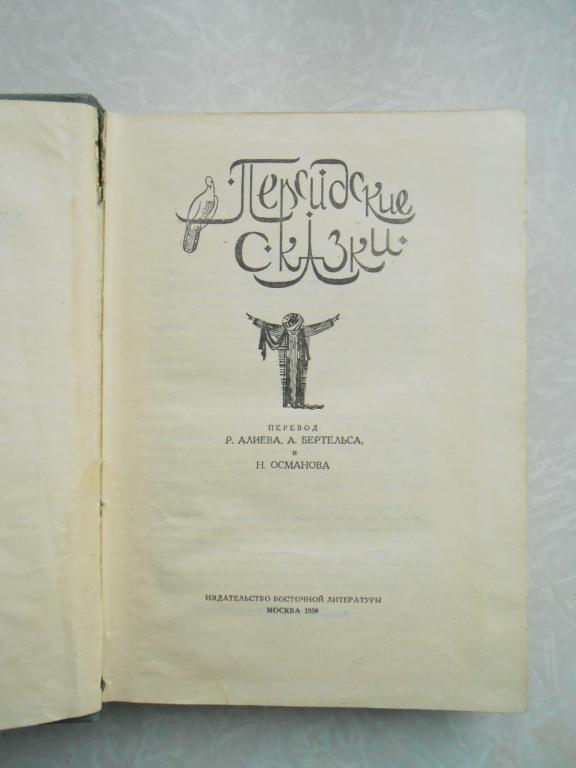 Персидские
сказки
ПЕРЕВОД
Р. АЛИЕВА, А. БЕРТЕЛЬСА,
и
Н. ОСМАНОВА
ИЗДАТЕЛЬСТВО ВОСТОЧНОЙ ЛИТЕРАТУРЫ
МОСКВА 1959